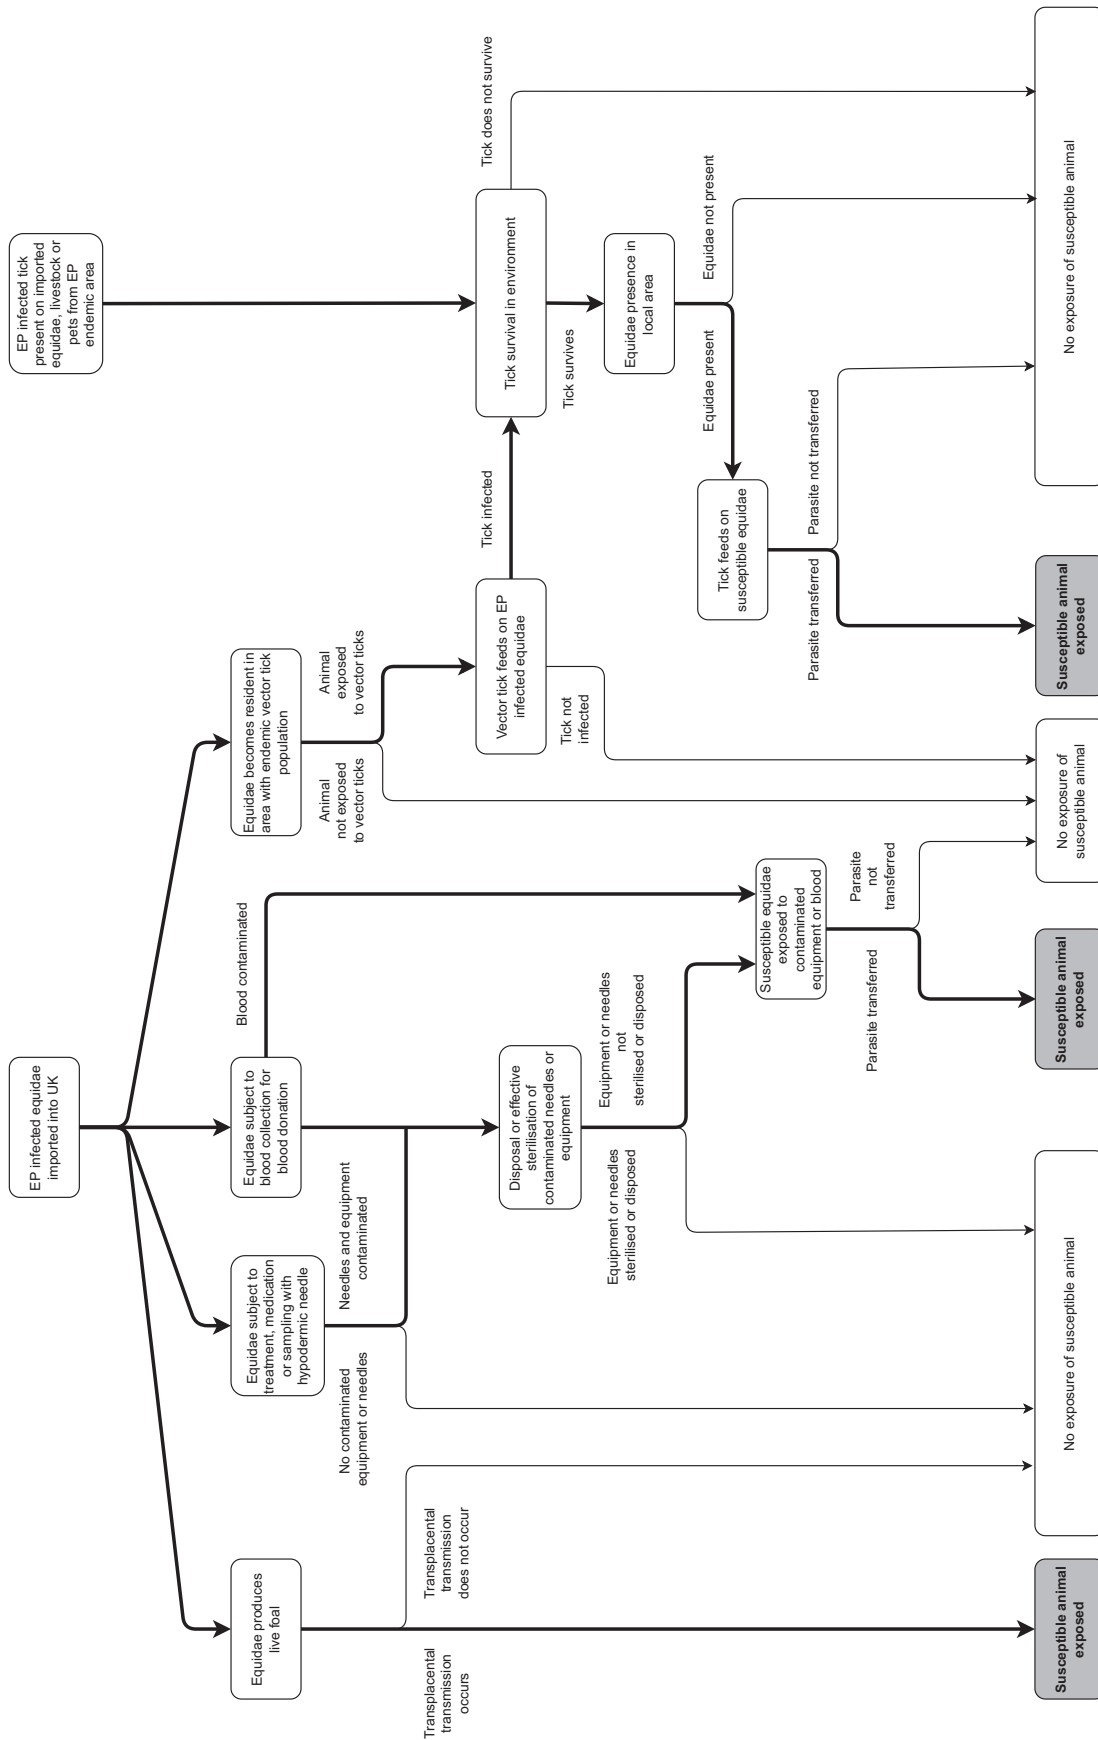 EP infected equidae
imported into UK
EP infected tick
present on imported
equidae, livestock or
pets from EP
endemic area
Equidae produces
live foal
Equidae subject to
treatment, medication
or sampling with
hypodermic needle
Equidae subject to
blood collection for
blood donation
Equidae becomes resident in
area with endemic vector tick
population
Transplacental
transmission
occurs
Transplacental
transmission
does not occur
No contaminated
equipment or needles
Needles and equipment
contaminated
Blood contaminated
Animal
not exposed
to vector ticks
Animal
exposed
to vector ticks
Disposal or effective
sterilisation of
contaminated needles or
equipment
Vector tick feeds on EP
infected equidae
Tick infected
Tick survival in environment
Tick does not survive
Equipment or needles
sterilised or disposed
Equipment or needles
not
sterilised or disposed
Tick not
infected
Tick survives
Equidae presence in
local area
Equidae present
Equidae not present
Susceptible equidae
exposed to
contaminated
equipment or blood
Tick feeds on
susceptible equidae
Parasite transferred
Parasite
not
transferred
Parasite transferred
Parasite not transferred
Susceptible animal
exposed
No exposure of susceptible animal
Susceptible animal
exposed
No exposure of
susceptible animal
Susceptible animal
exposed
No exposure of susceptible animal